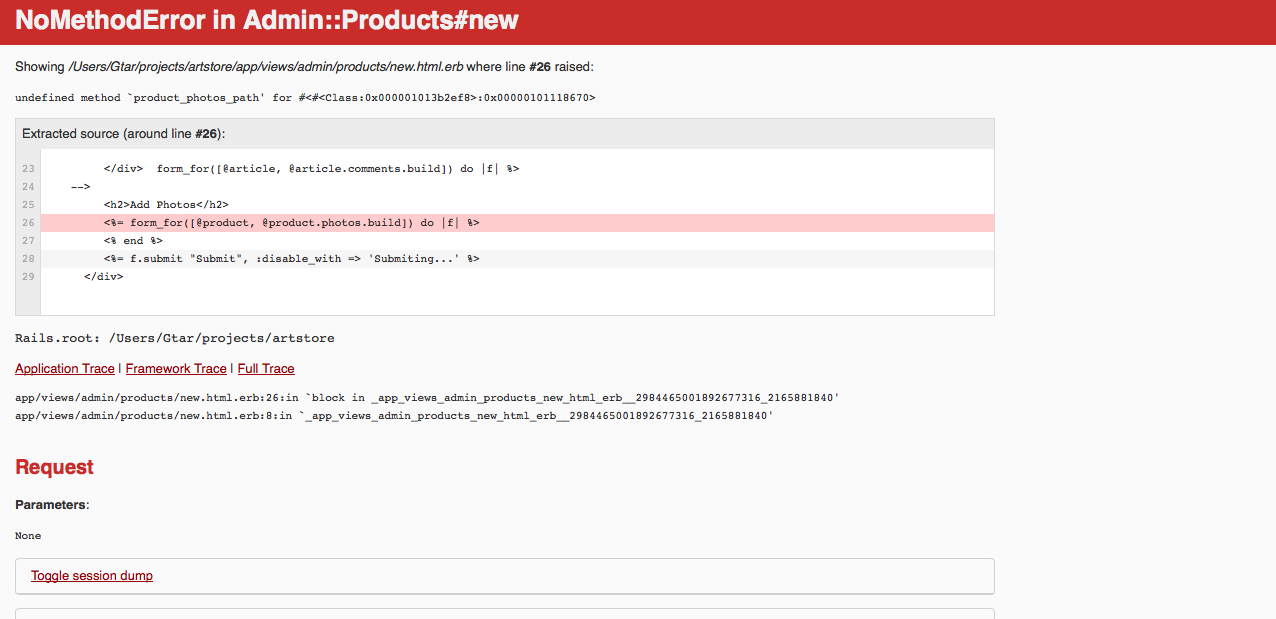 NoMethodError in Admin::Products#new
Showing /Users/Gtar/projects/artstore/app/views/admin/products/new.html.erb where line #26 raised:
undefined method `product_photos_path' for #<#<Class:0x000001013b2ef8>:0x00000101118670>
Extracted source (around line #26):
23 </div>  form_for([@article, @article.comments.build]) do |f| %>
24 -->
25 <h2>Add Photos</h2>
26 <%= form_for([@product, @product.photos.build]) do |f| %>
27 <% end %>
28 <%= f.submit "Submit", :disable_with => 'Submiting...' %>
29 </div>
Rails.root: /Users/Gtar/projects/artstore
Application Trace | Framework Trace | Full Trace
app/views/admin/products/new.html.erb:26:in `block in _app_views_admin_products_new_html_erb__2984465001892677316_2165881840'
app/views/admin/products/new.html.erb:8:in `_app_views_admin_products_new_html_erb__2984465001892677316_2165881840'
Request
Parameters:
None
Toggle session dump